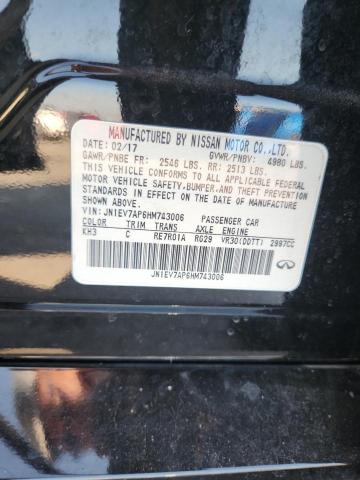 MANUFACTURED BY NISSAN MOTOR CO.,LTD.
DATE: 02/17 GVWR/PNBV: 4980 LBS.
GAWR/PNBE FR: 2546 LBS. RR: 2513 LBS.
THIS VEHICLE CONFORMS TO ALL APPLICABLE FEDERAL
MOTOR VEHICLE SAFETY,BUMPER,AND THEFT PREVENTION
STANDARDS IN EFFECT ON THE DATE OF MANUFACTURE
SHOWN ABOVE.
VIN: JN1EV7AP6HM743006 PASSENGER CAR
COLOR TRIM TRANS AXLE ENGINE
KH3 C RE7R01A RG29 VR30(DDTT) 2997CC
JN1EV7AP6HM743006